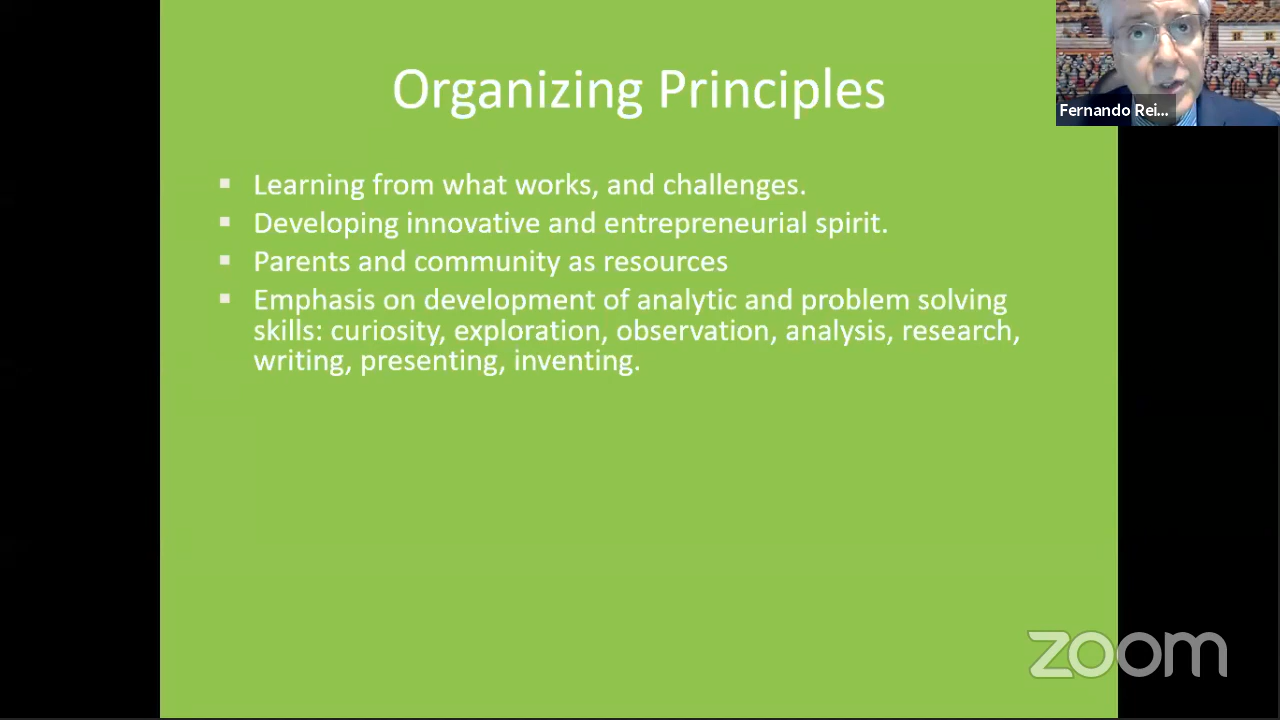 Organizing Principles
Fernando Rei...
Learning from what works, and challenges.
Developing innovative and entrepreneurial spirit.
Parents and community as resources
Emphasis on development of analytic and problem solving
skills: curiosity, exploration, observation, analysis, research,
writing, presenting, inventing.
zoom